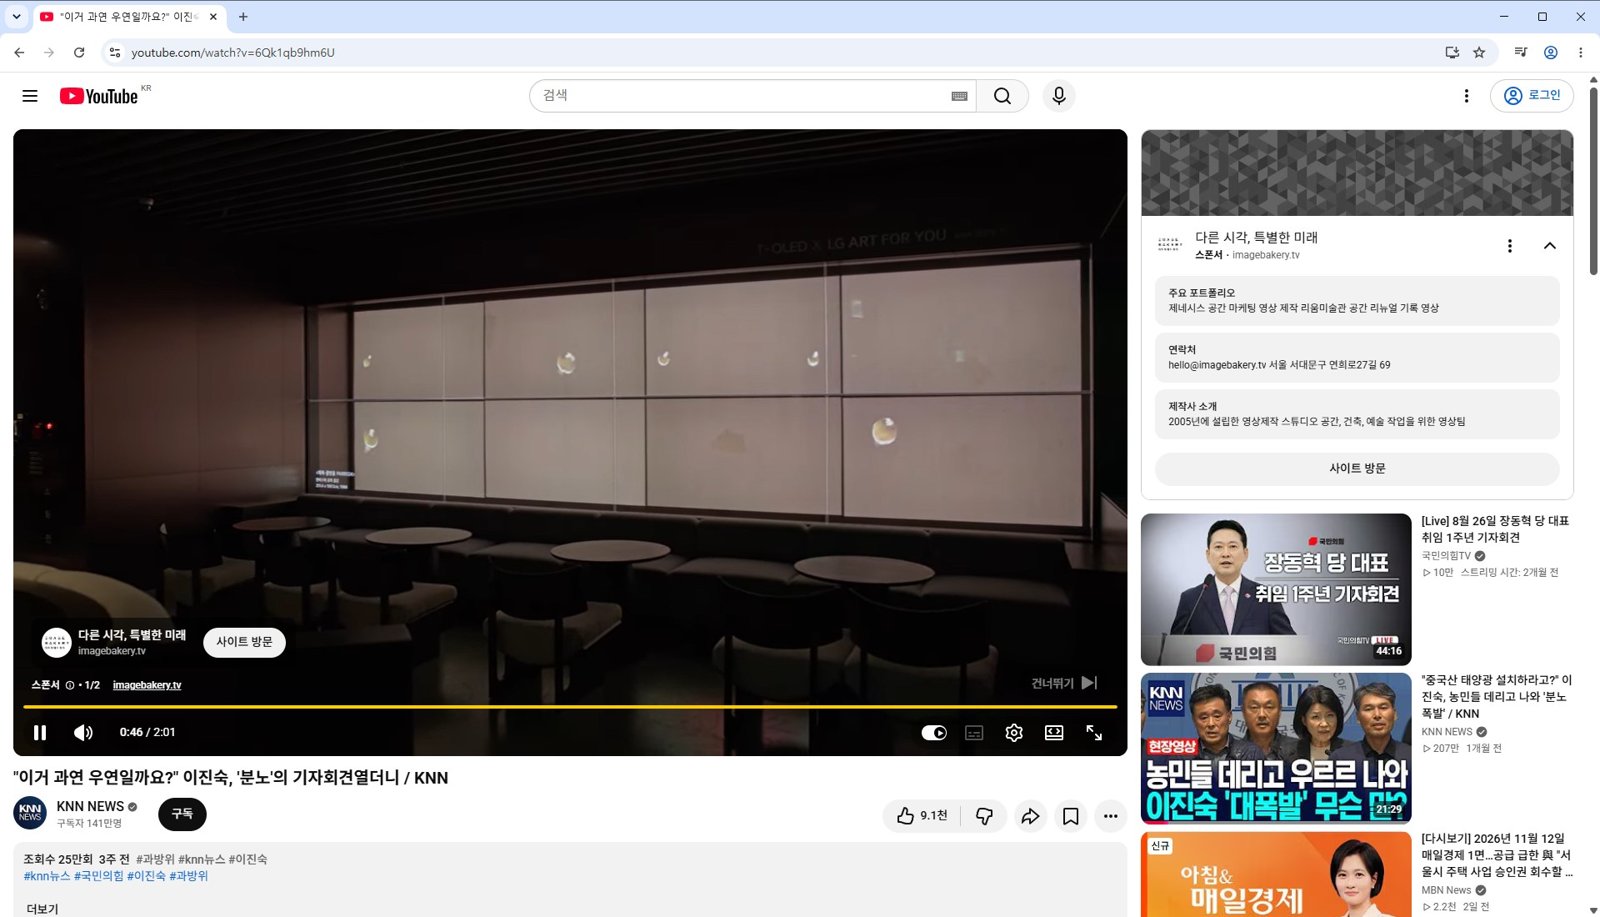 "이거 과연 우연일까요?" 이진숙
youtube.com/watch?v=6Qk1qb9hm6U
YouTube KR
검색
로그인
T-OLED X LG ART FOR YOU
다른 시각, 특별한 미래
imagebakery.tv
사이트 방문
스폰서 · 1/2 imagebakery.tv
건너뛰기
0:46 / 2:01
"이거 과연 우연일까요?" 이진숙, '분노'의 기자회견열더니 / KNN
KNN NEWS
KNN NEWS
구독자 141만명
구독
9.1천
조회수 25만회 3주 전 #과방위 #knn뉴스 #이진숙
#knn뉴스 #국민의힘 #이진숙 #과방위
더보기
다른 시각, 특별한 미래
스폰서 · imagebakery.tv
주요 포트폴리오
제네시스 공간 마케팅 영상 제작 리움미술관 공간 리뉴얼 기록 영상
연락처
hello@imagebakery.tv 서울 서대문구 연희로27길 69
제작사 소개
2005년에 설립한 영상제작 스튜디오 공간, 건축, 예술 작업을 위한 영상팀
사이트 방문
국민의힘
장동혁 당 대표
취임 1주년 기자회견
국민의힘TV LIVE
국민의힘
44:16
[Live] 8월 26일 장동혁 당 대표
취임 1주년 기자회견
국민의힘TV
10만 스트리밍 시간: 2개월 전
KNN NEWS
현장영상
농민들 데리고 우르르 나와
이진숙 '대폭발' 무슨 일?
21:29
"중국산 태양광 설치하라고?" 이
진숙, 농민들 데리고 나와 '분노
폭발' / KNN
KNN NEWS
207만 1개월 전
신규
아침&
매일경제
[다시보기] 2026년 11월 12일
매일경제 1면...공급 급한 與 "서
울시 주택 사업 승인권 회수할 ...
MBN News
2.2천 2일 전